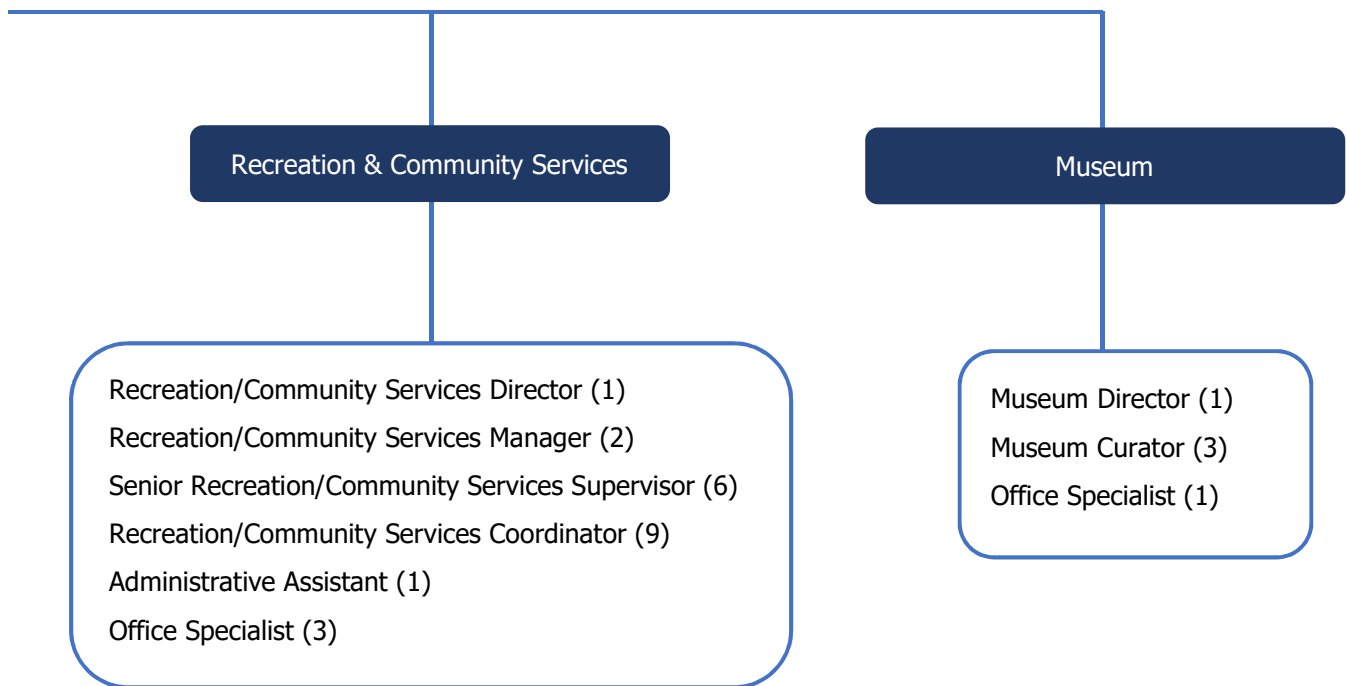 Recreation & Community Services
Museum
Recreation/Community Services Director (1)
Recreation/Community Services Manager (2)
Senior Recreation/Community Services Supervisor (6)
Recreation/Community Services Coordinator (9)
Administrative Assistant (1)
Office Specialist (3)
Museum Director (1)
Museum Curator (3)
Office Specialist (1)